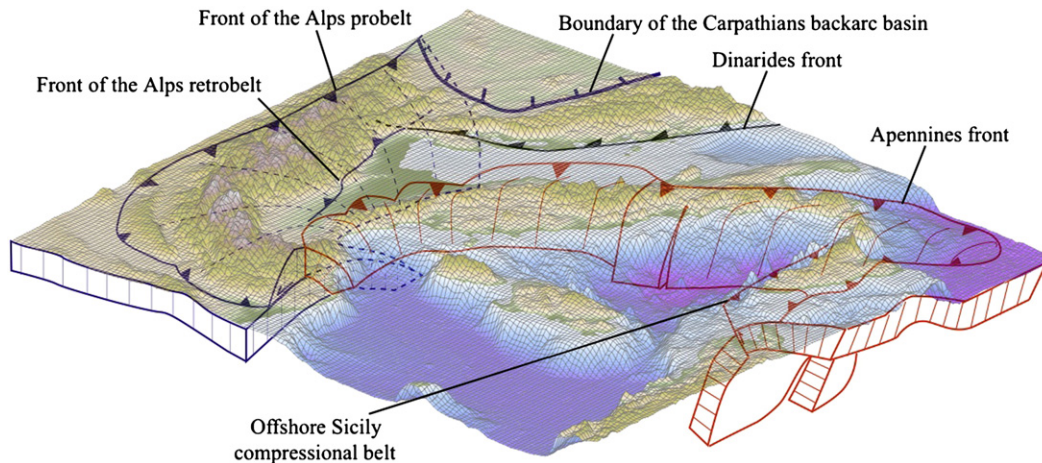 Front of the Alps probelt
Boundary of the Carpathians backarc basin
Dinarides front
Front of the Alps retrobelt
Apennines front
Offshore Sicily
compressional belt